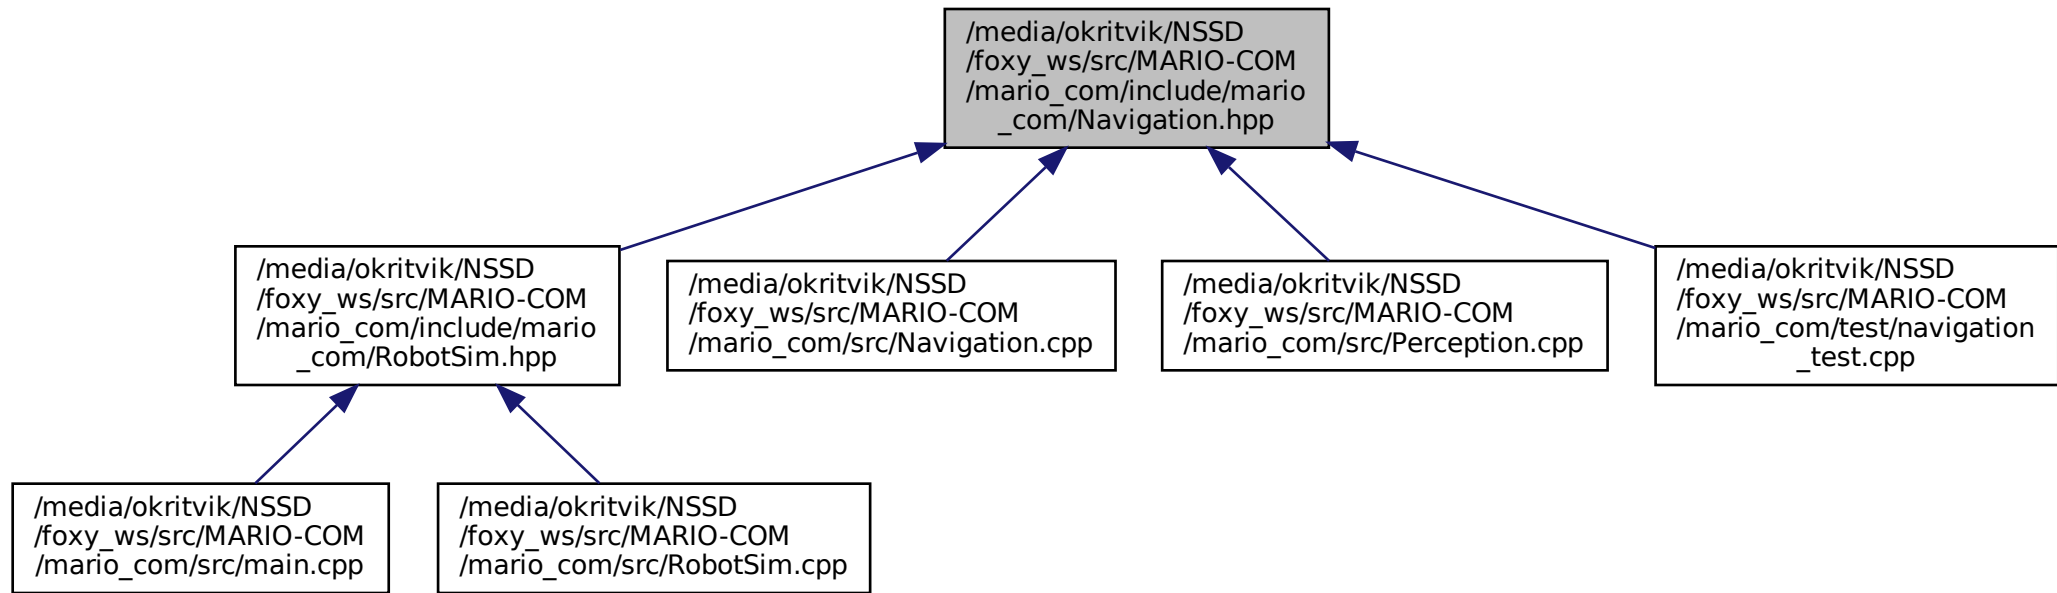 /media/okritvik/NSSD
/foxy_ws/src/MARIO-COM
/mario_com/include/mario
_com/Navigation.hpp
/media/okritvik/NSSD
/foxy_ws/src/MARIO-COM
/mario_com/include/mario
_com/RobotSim.hpp
/media/okritvik/NSSD
/foxy_ws/src/MARIO-COM
/mario_com/src/Navigation.cpp
/media/okritvik/NSSD
/foxy_ws/src/MARIO-COM
/mario_com/src/Perception.cpp
/media/okritvik/NSSD
/foxy_ws/src/MARIO-COM
/mario_com/test/navigation
_test.cpp
/media/okritvik/NSSD
/foxy_ws/src/MARIO-COM
/mario_com/src/main.cpp
/media/okritvik/NSSD
/foxy_ws/src/MARIO-COM
/mario_com/src/RobotSim.cpp